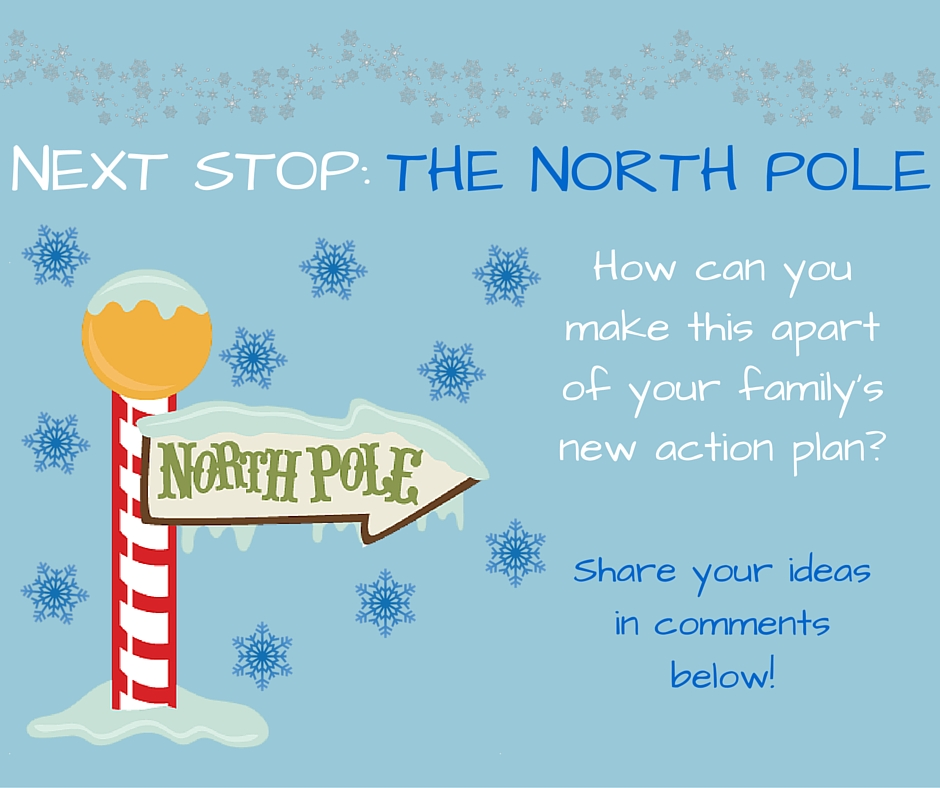 NEXT STOP: THE NORTH POLE
How can you
make this apart
of your family's
new action plan?
NORTH POLE
Share your ideas
in comments
below!